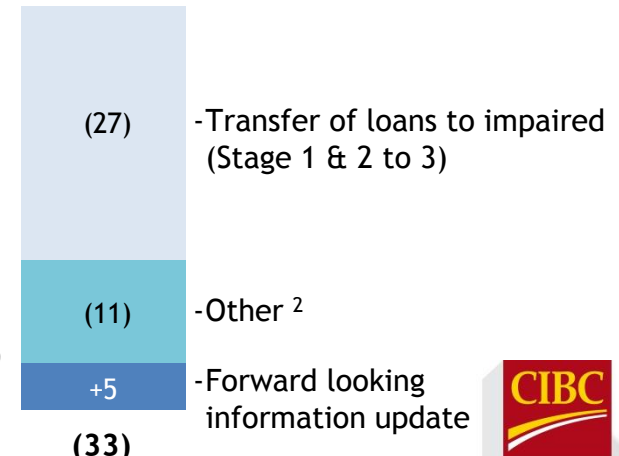 (27)
-Transfer of loans to impaired
(Stage 1 & 2 to 3)
(11)
-Other 2
+5
-Forward looking
information update
(33)
CIBC